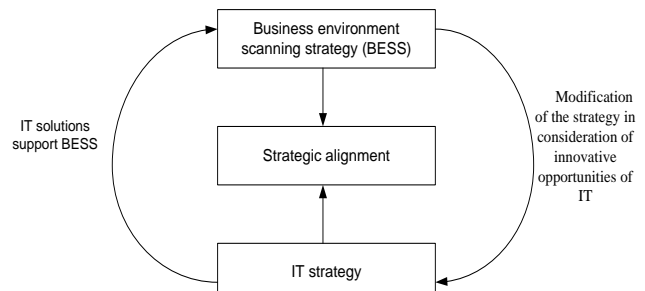 Business environment
scanning strategy (BESS)
IT solutions
support BESS
Strategic alignment
Modification
of the strategy in
consideration of
innovative
opportunities of
IT
IT strategy